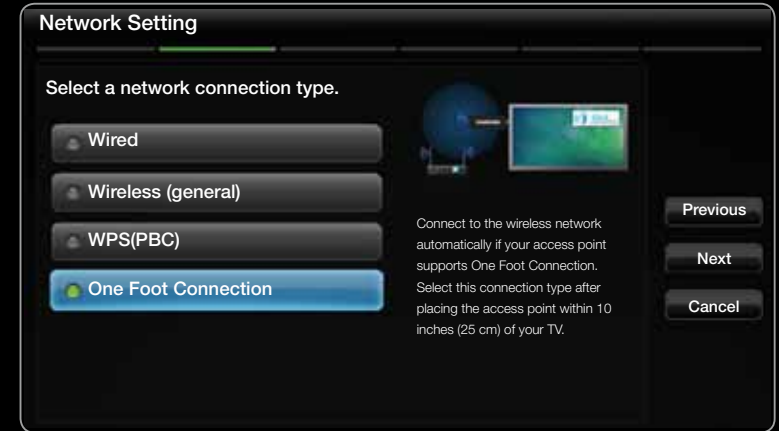 Network Setting
Select a network connection type.
Wired
Wireless (general)
WPS(PBC)
One Foot Connection
Connect to the wireless network
automatically if your access point
supports One Foot Connection.
Select this connection type after
placing the access point within 10
inches (25 cm) of your TV.
Previous
Next
Cancel